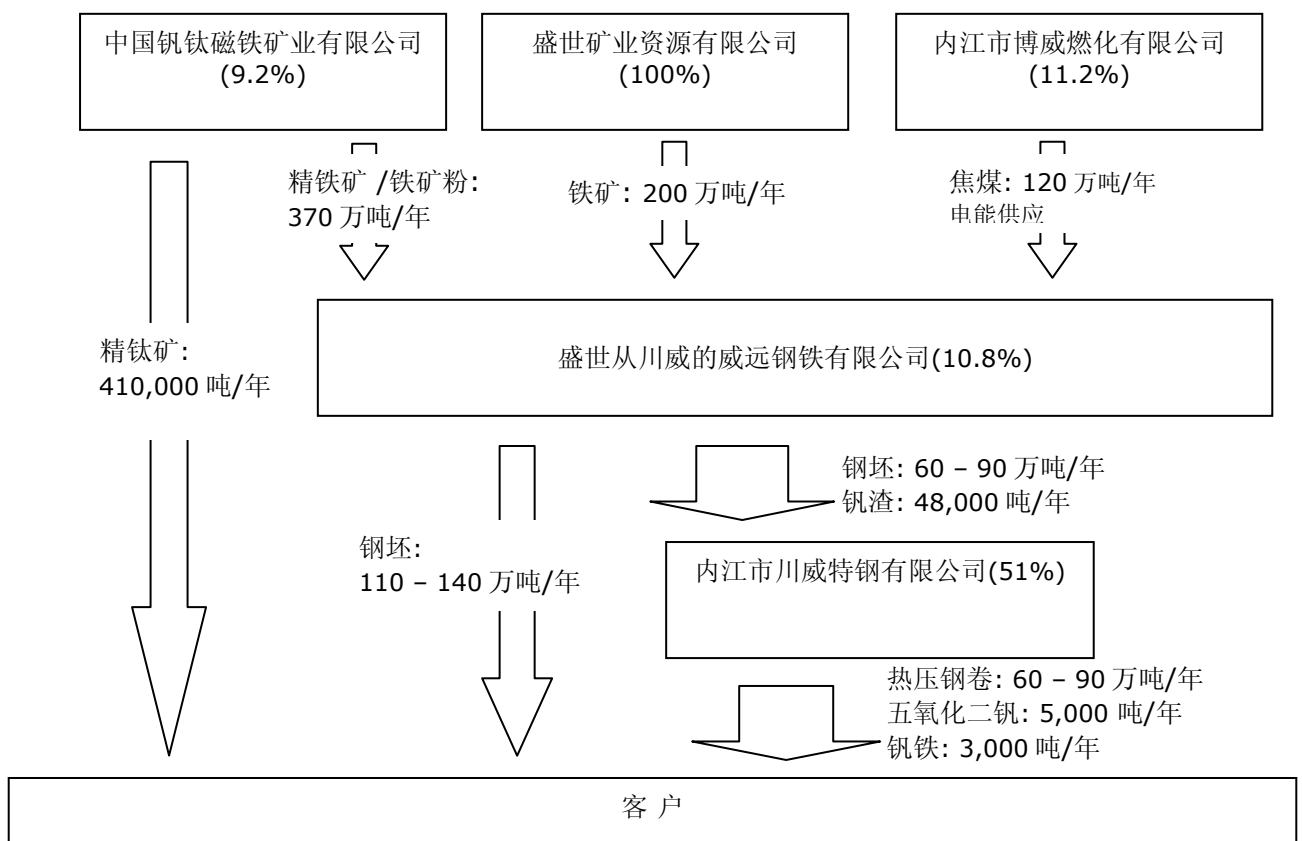 中国钒钛磁铁矿业有限公司
(9.2%)
盛世矿业资源有限公司
(100%)
内江市博威燃化有限公司
(11.2%)
精铁矿 /铁矿粉:
370 万吨/年
铁矿: 200 万吨/年
焦煤: 120 万吨/年
电能供应
精钛矿:
410,000 吨/年
盛世从川威的威远钢铁有限公司(10.8%)
钢坯: 60 – 90 万吨/年
钒渣: 48,000 吨/年
钢坯:
110 – 140 万吨/年
内江市川威特钢有限公司(51%)
热压钢卷: 60 – 90 万吨/年
五氧化二钒: 5,000 吨/年
钒铁: 3,000 吨/年
客 户